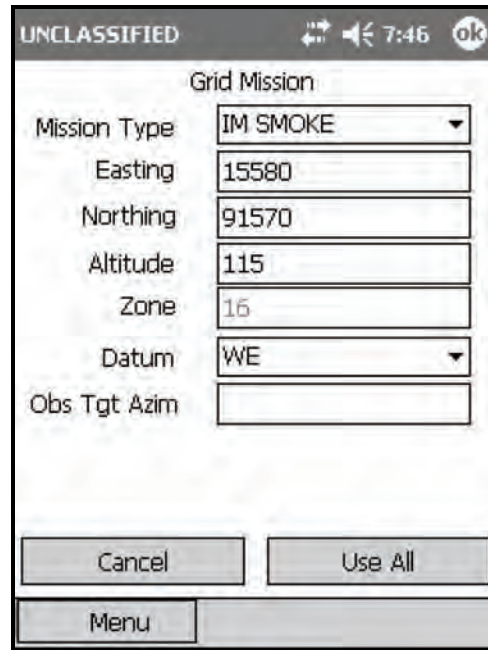 UNCLASSIFIED 7:46 ok
Grid Mission
Mission Type IM SMOKE
Easting 15580
Northing 91570
Altitude 115
Zone 16
Datum WE
Obs Tgt Azim
Cancel Use All
Menu